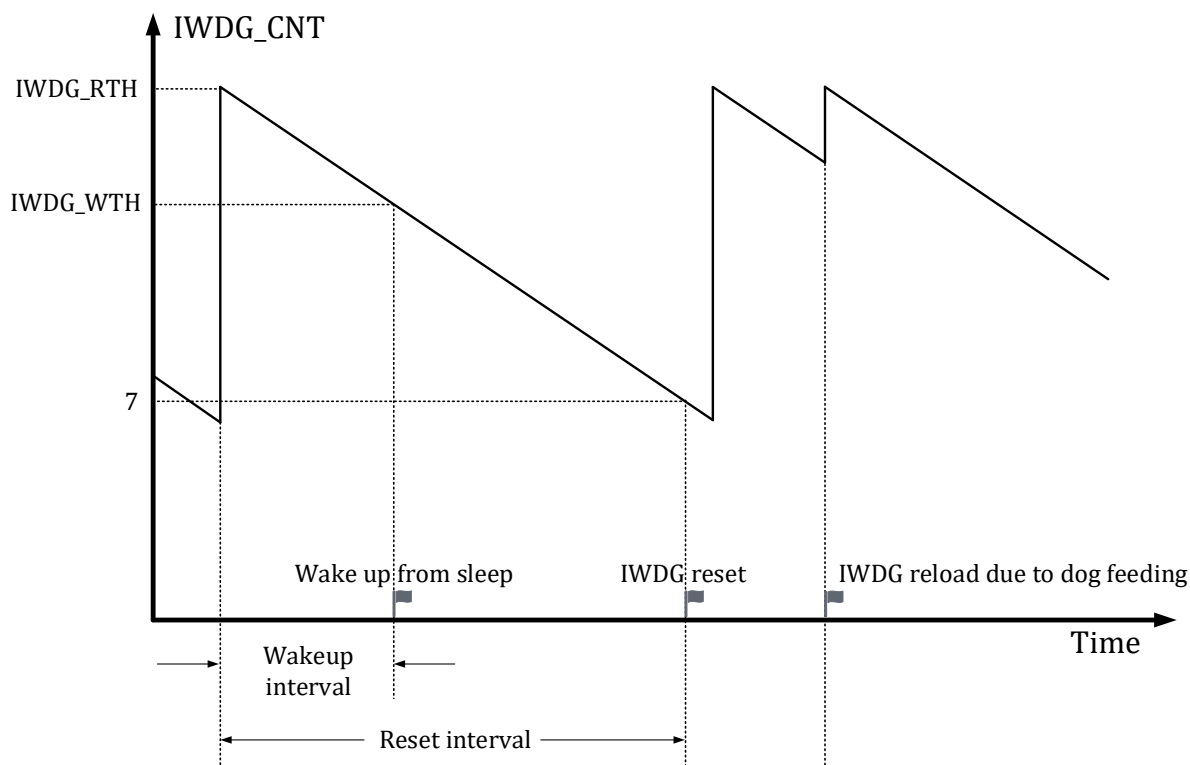 IWDG_CNT
IWDG_RTH
IWDG_WTH
7
Wake up from sleep
IWDG reset
IWDG reload due to dog feeding
Time
Wakeup
interval
Reset interval